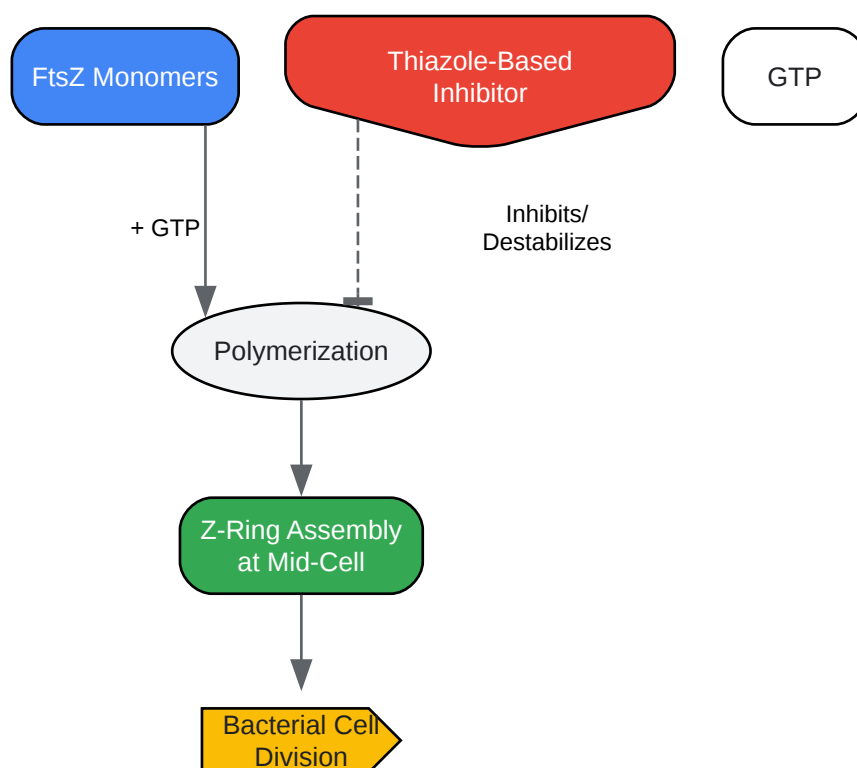 FtsZ Monomers
Thiazole-Based
Inhibitor
GTP
+ GTP
Inhibits/
Destabilizes
Polymerization
Z-Ring Assembly
at Mid-Cell
Bacterial Cell
Division